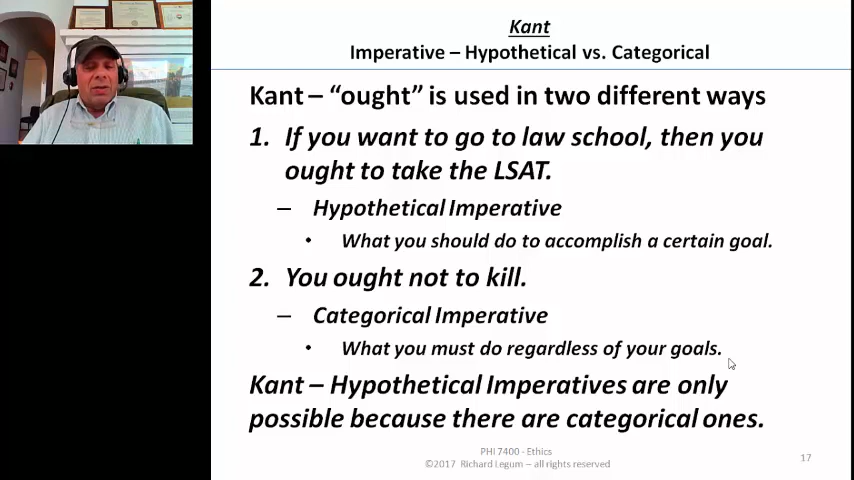 Kant
Imperative – Hypothetical vs. Categorical
Kant – “ought” is used in two different ways
1. If you want to go to law school, then you
ought to take the LSAT.
– Hypothetical Imperative
• What you should do to accomplish a certain goal.
2. You ought not to kill.
– Categorical Imperative
• What you must do regardless of your goals.
Kant – Hypothetical Imperatives are only
possible because there are categorical ones.
PHI 7400 - Ethics
©2017 Richard Legum – all rights reserved
17